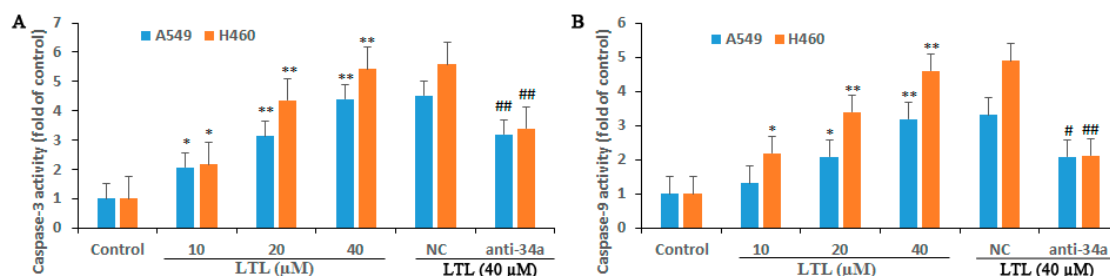 A
Caspase-3 activity (fold of control)
7
6
5
4
3
2
1
0
A549 H460
* *
** **
** **
## ##
Control 10 20 40 NC anti-34a
LTL (μM) LTL (40 μM)
B
Caspase-9 activity (fold of control)
6
5
4
3
2
1
0
A549 H460
*
* **
** **
# ##
Control 10 20 40 NC anti-34a
LTL (μM) LTL (40 μM)